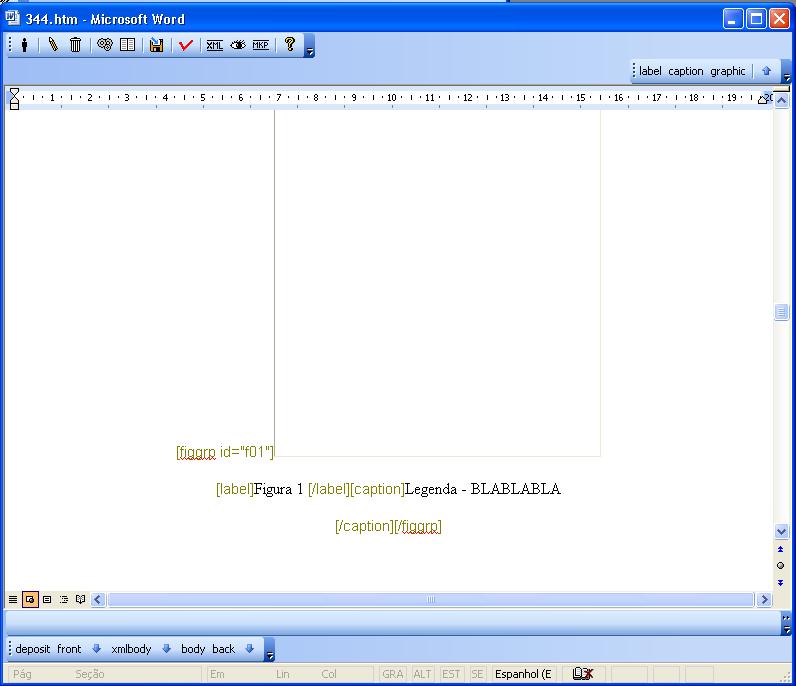 344.htm - Microsoft Word
XML MKP ?
label caption graphic
1 2 3 4 5 6 7 8 9 10 11 12 13 14 15 16 17 18 19 20
[figgrp id="f01"]
[label]Figura 1 [/label][caption]Legenda - BLABLABLA
[/caption][/figgrp]
deposit front xmlbody body back
Pág Seção Em Lin Col GRA ALT EST SE Espanhol (E